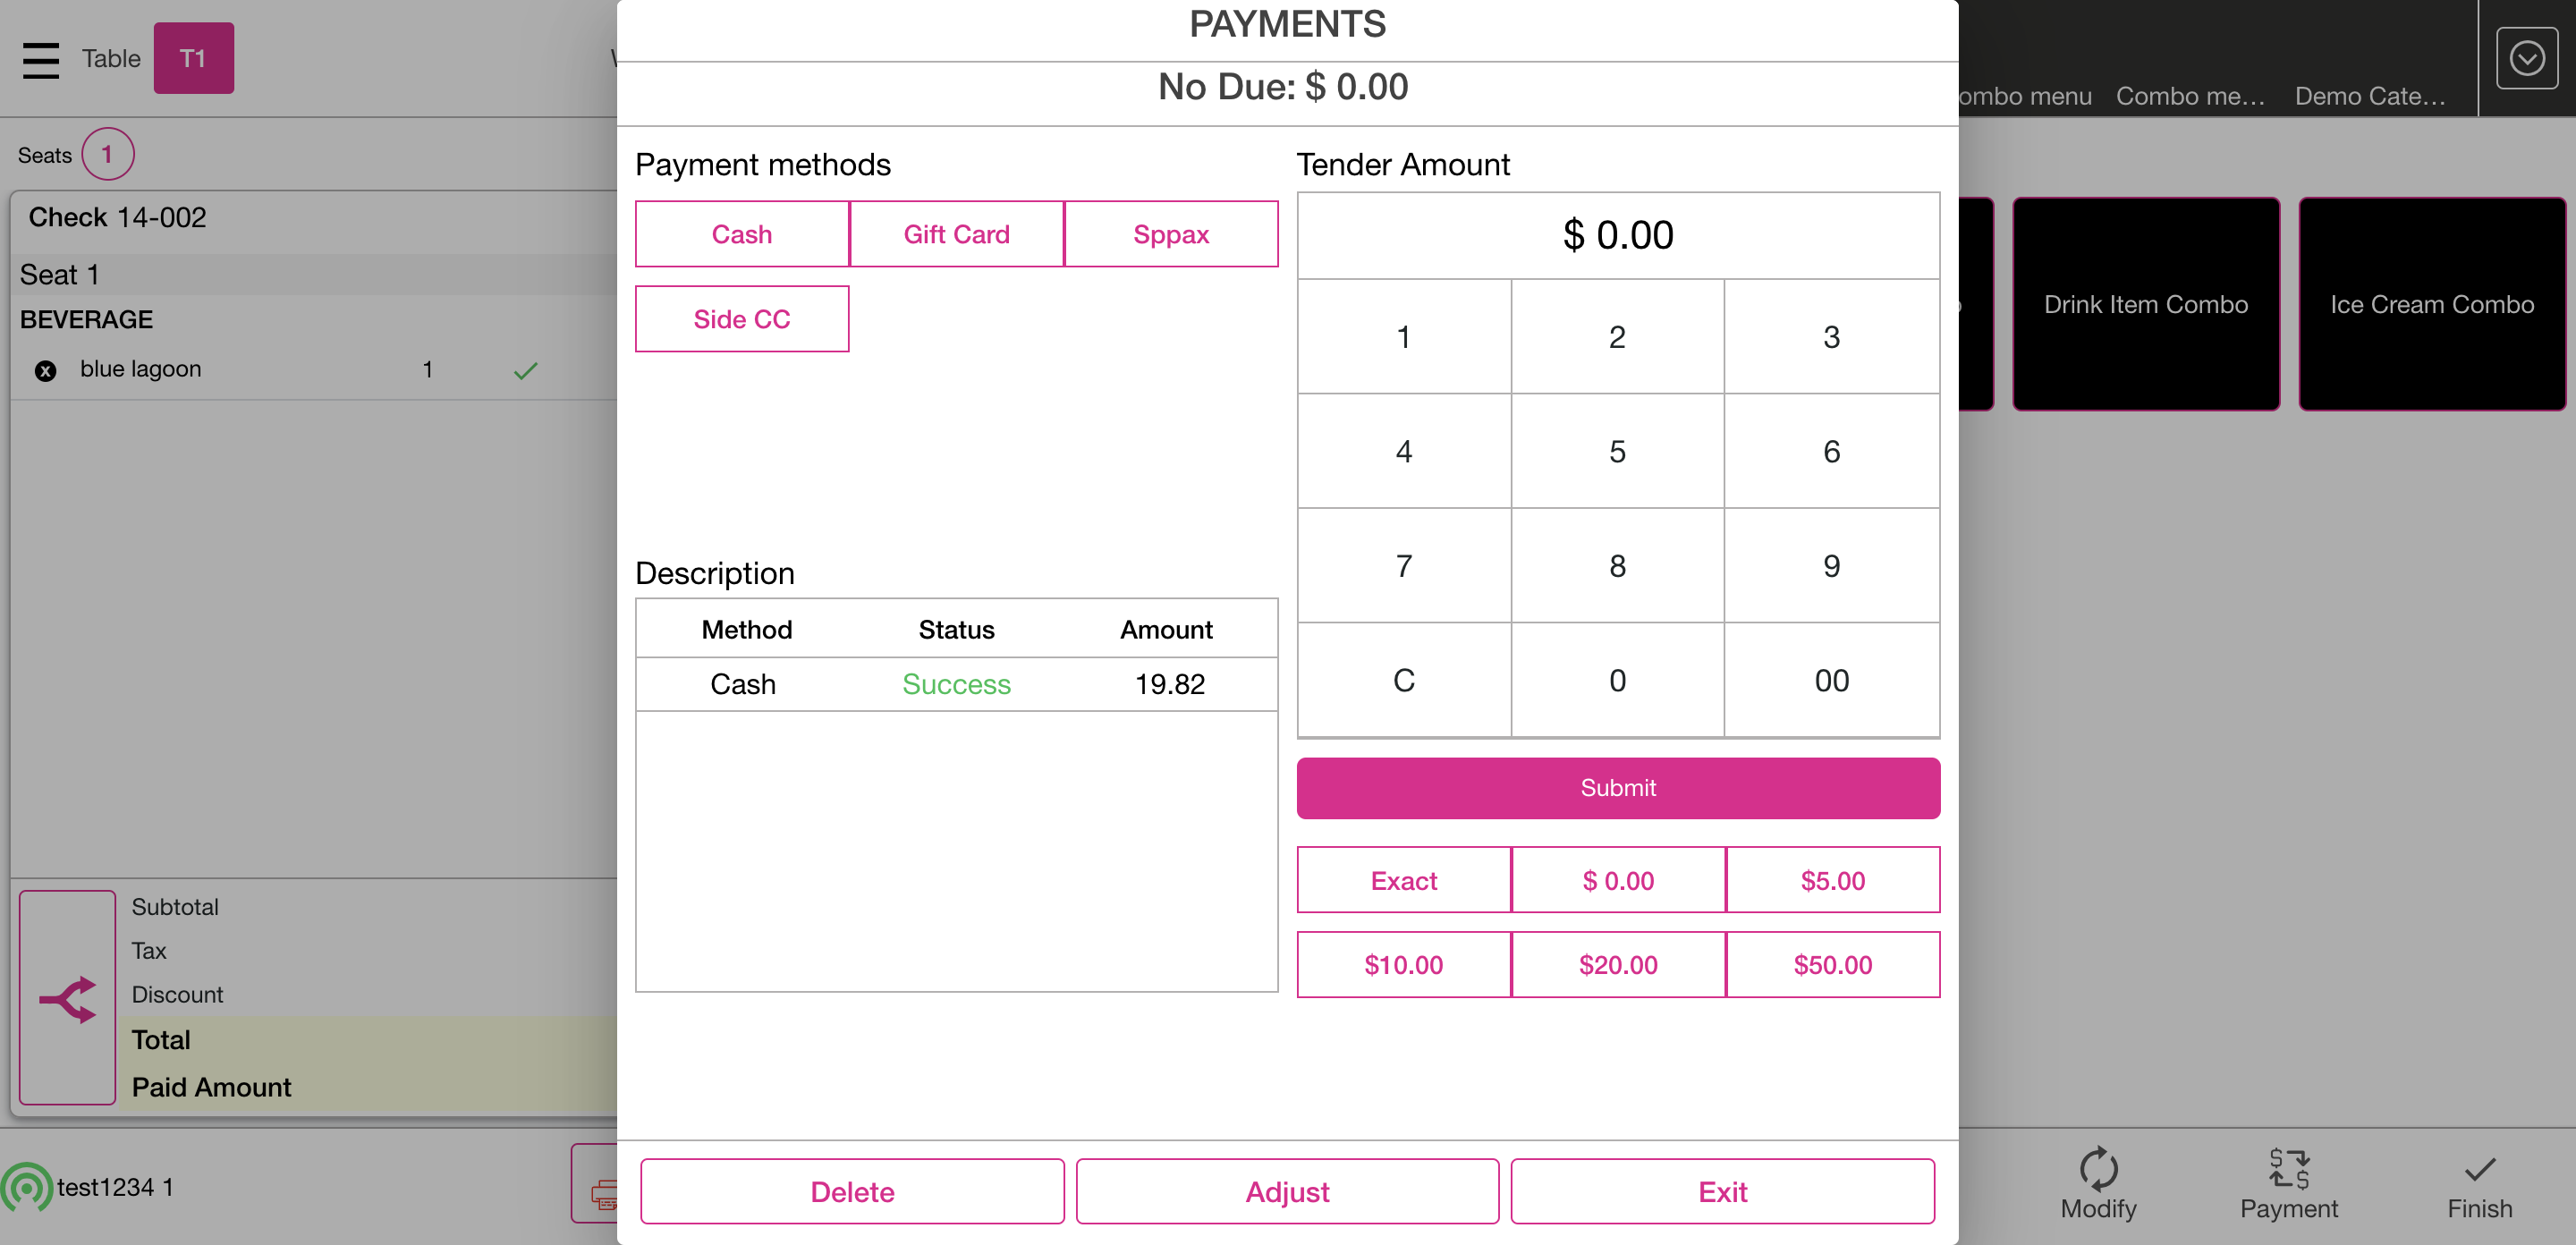 PAYMENTS
No Due: $ 0.00
Table T1
Seats 1
Check 14-002
Seat 1
BEVERAGE
blue lagoon 1
Subtotal
Tax
Discount
Total
Paid Amount
test1234 1
Payment methods
Cash Gift Card Sppax
Side CC
Description
Method Status Amount
Cash Success 19.82
Tender Amount
$ 0.00
1 2 3
4 5 6
7 8 9
C 0 00
Submit
Exact $ 0.00 $5.00
$10.00 $20.00 $50.00
Delete Adjust Exit
menu Combo me... Demo Cate...
Drink Item Combo Ice Cream Combo
Modify Payment Finish